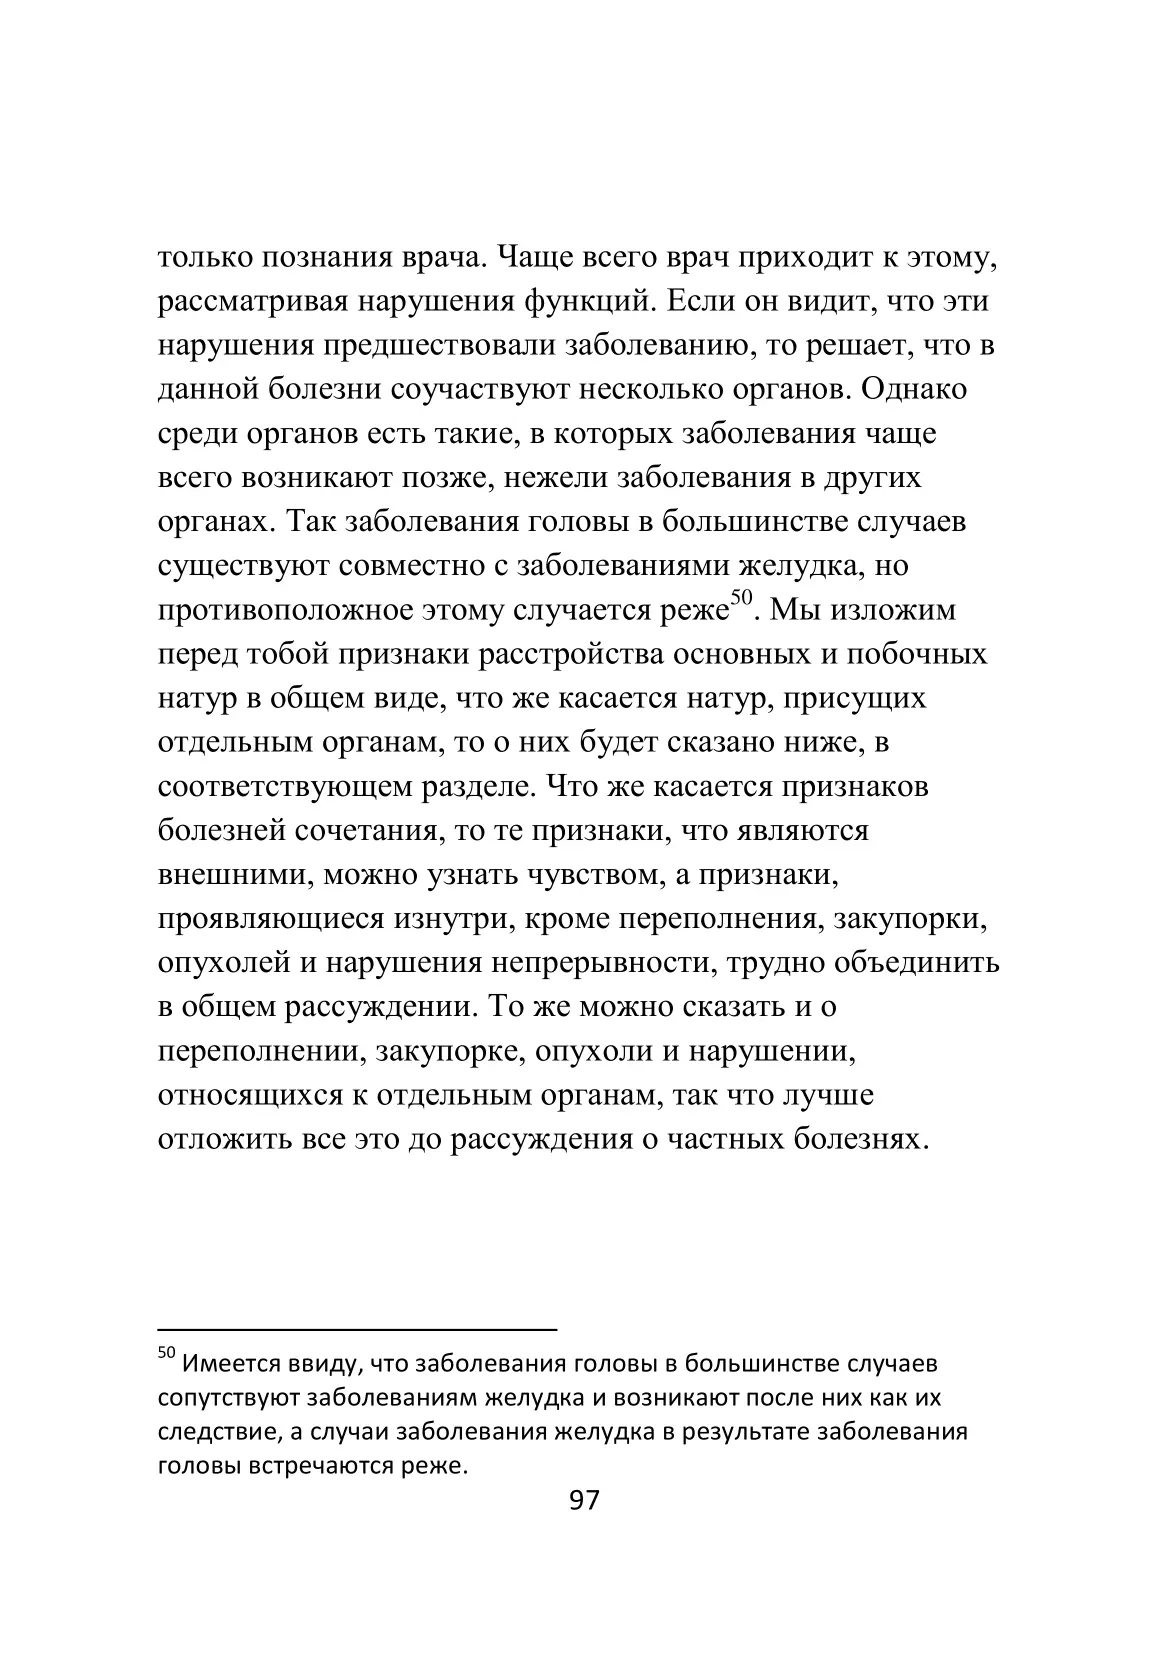 только познания врача. Чаще всего врач приходит к этому,
рассматривая нарушения функций. Если он видит, что эти
нарушения предшествовали заболеванию, то решает, что в
данной болезни соучаствуют несколько органов. Однако
среди органов есть такие, в которых заболевания чаще
всего возникают позже, нежели заболевания в других
органах. Так заболевания головы в большинстве случаев
существуют совместно с заболеваниями желудка, но
противоположное этому случается реже50. Мы изложим
перед тобой признаки расстройства основных и побочных
натур в общем виде, что же касается натур, присущих
отдельным органам, то о них будет сказано ниже, в
соответствующем разделе. Что же касается признаков
болезней сочетания, то те признаки, что являются
внешними, можно узнать чувством, а признаки,
проявляющиеся изнутри, кроме переполнения, закупорки,
опухолей и нарушения непрерывности, трудно объединить
в общем рассуждении. То же можно сказать и о
переполнении, закупорке, опухоли и нарушении,
относящихся к отдельным органам, так что лучше
отложить все это до рассуждения о частных болезнях.
50 Имеется ввиду, что заболевания головы в большинстве случаев
сопутствуют заболеваниям желудка и возникают после них как их
следствие, а случаи заболевания желудка в результате заболевания
головы встречаются реже.
97